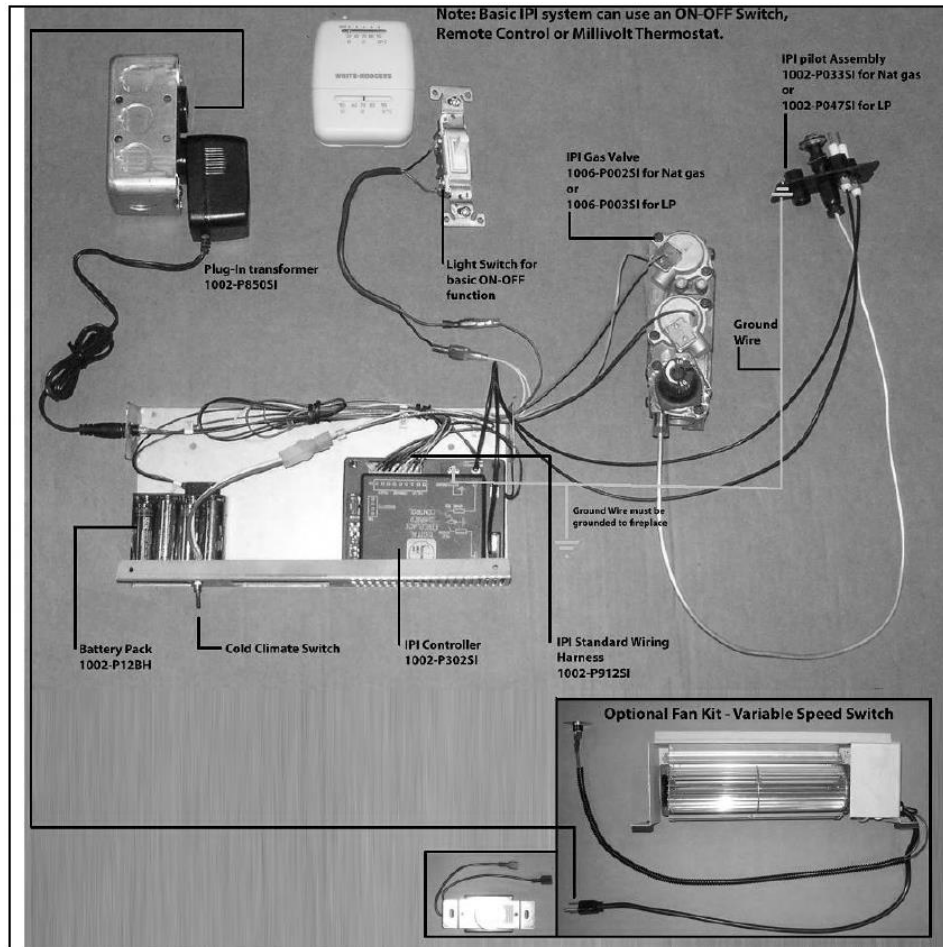 Note: Basic IPI system can use an ON-OFF Switch,
Remote Control or Millivolt Thermostat.
IPI pilot Assembly
1002-P033SI for Nat gas
or
1002-P047SI for LP
WHITE-RODGERS
IPI Gas Valve
1006-P002SI for Nat gas
or
1006-P003SI for LP
Plug-In transformer
1002-P850SI
Light Switch for
basic ON-OFF
function
Ground
Wire
Ground Wire must be
grounded to fireplace
DIGITAL
FIREPLACE
CONTROL
Battery Pack
1002-P12BH
Cold Climate Switch
IPI Controller
1002-P302SI
IPI Standard Wiring
Harness
1002-P912SI
Optional Fan Kit - Variable Speed Switch